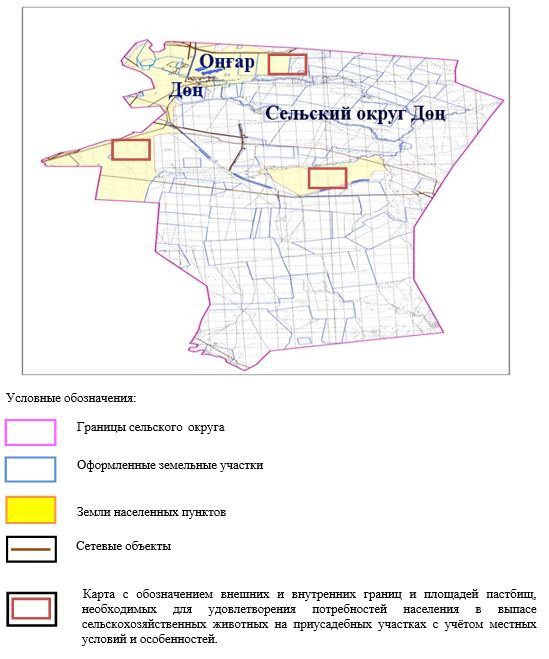 Оңғар
Дөң
Сельский округ Дөң
Условные обозначения:
Границы сельского округа
Оформленные земельные участки
Земли населенных пунктов
Сетевые объекты
Карта с обозначением внешних и внутренних границ и площадей пастбищ,
необходимых для удовлетворения потребностей населения в выпасе
сельскохозяйственных животных на приусадебных участках с учётом местных
условий и особенностей.